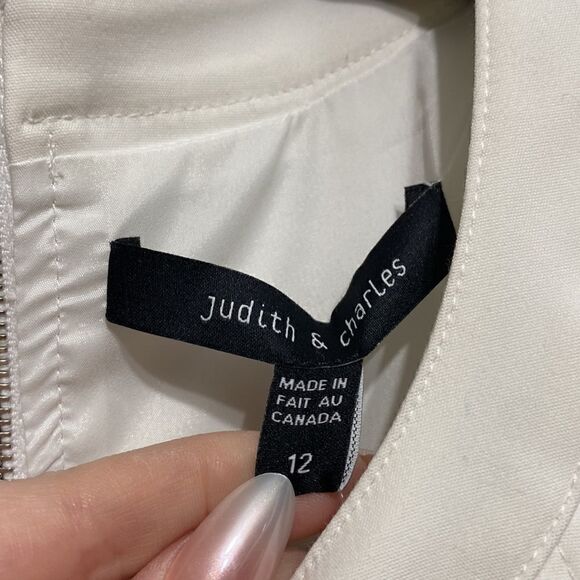 judith & charles
MADE IN
FAIT AU
CANADA
12